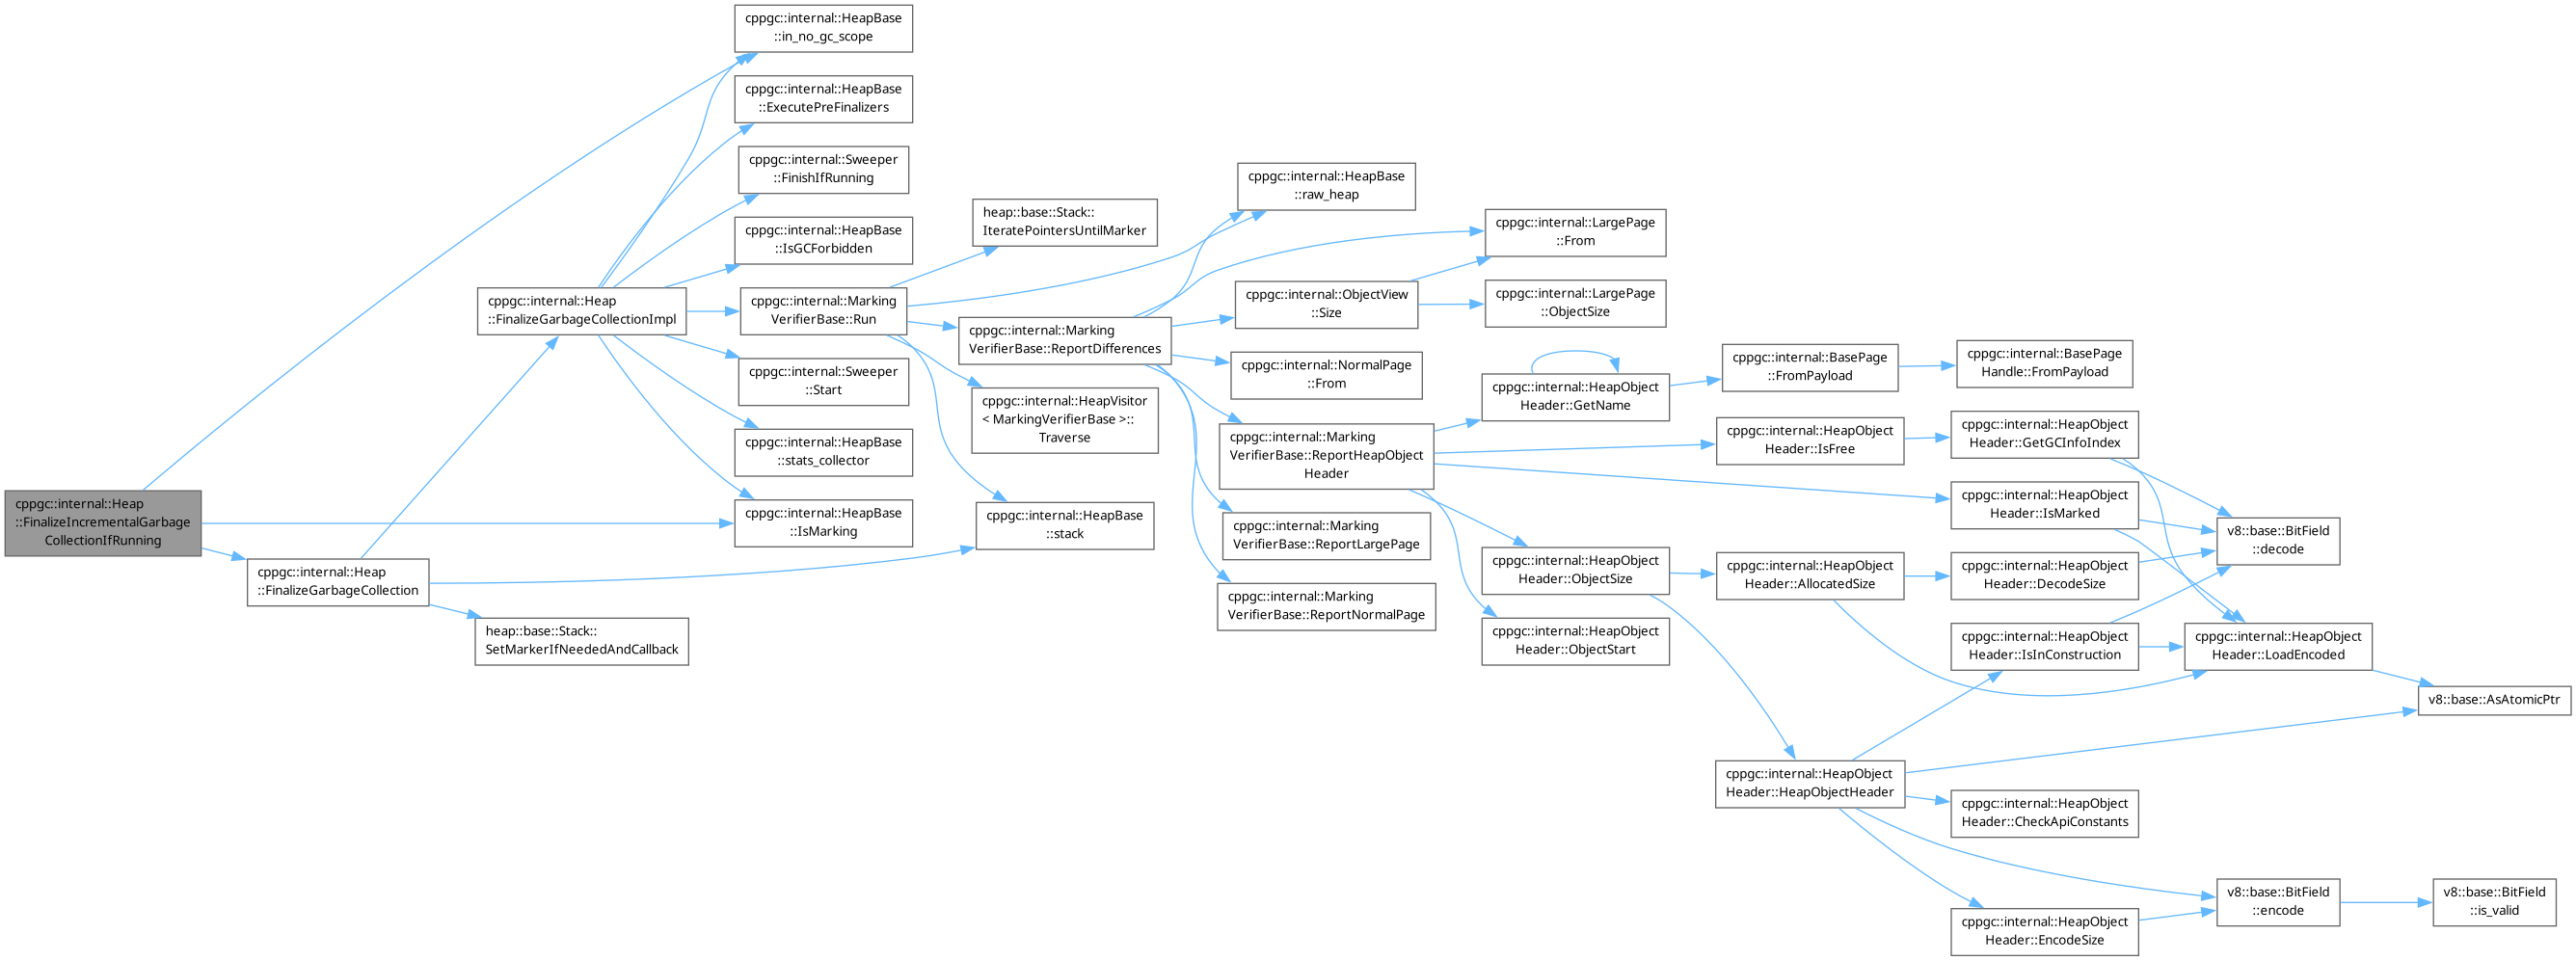 cppgc::internal::HeapBase
::in_no_gc_scope
cppgc::internal::HeapBase
::ExecutePreFinalizers
cppgc::internal::Sweeper
::FinishIfRunning
cppgc::internal::HeapBase
::IsGCForbidden
cppgc::internal::Heap
::FinalizeGarbageCollectionImpl
cppgc::internal::Marking
VerifierBase::Run
cppgc::internal::Sweeper
::Start
cppgc::internal::HeapBase
::stats_collector
cppgc::internal::HeapBase
::IsMarking
cppgc::internal::Heap
::FinalizeIncrementalGarbage
CollectionIfRunning
cppgc::internal::Heap
::FinalizeGarbageCollection
heap::base::Stack::
SetMarkerIfNeededAndCallback
heap::base::Stack::
IteratePointersUntilMarker
cppgc::internal::Marking
VerifierBase::ReportDifferences
cppgc::internal::HeapVisitor
< MarkingVerifierBase >::
Traverse
cppgc::internal::HeapBase
::stack
cppgc::internal::HeapBase
::raw_heap
cppgc::internal::ObjectView
::Size
cppgc::internal::NormalPage
::From
cppgc::internal::Marking
VerifierBase::ReportHeapObject
Header
cppgc::internal::Marking
VerifierBase::ReportLargePage
cppgc::internal::Marking
VerifierBase::ReportNormalPage
cppgc::internal::LargePage
::From
cppgc::internal::LargePage
::ObjectSize
cppgc::internal::HeapObject
Header::GetName
cppgc::internal::HeapObject
Header::ObjectSize
cppgc::internal::HeapObject
Header::ObjectStart
cppgc::internal::BasePage
::FromPayload
cppgc::internal::HeapObject
Header::IsFree
cppgc::internal::HeapObject
Header::AllocatedSize
cppgc::internal::HeapObject
Header::HeapObjectHeader
cppgc::internal::BasePage
Handle::FromPayload
cppgc::internal::HeapObject
Header::GetGCInfoIndex
cppgc::internal::HeapObject
Header::IsMarked
cppgc::internal::HeapObject
Header::DecodeSize
cppgc::internal::HeapObject
Header::IsInConstruction
cppgc::internal::HeapObject
Header::CheckApiConstants
cppgc::internal::HeapObject
Header::EncodeSize
v8::base::BitField
::decode
cppgc::internal::HeapObject
Header::LoadEncoded
v8::base::BitField
::encode
v8::base::AsAtomicPtr
v8::base::BitField
::is_valid